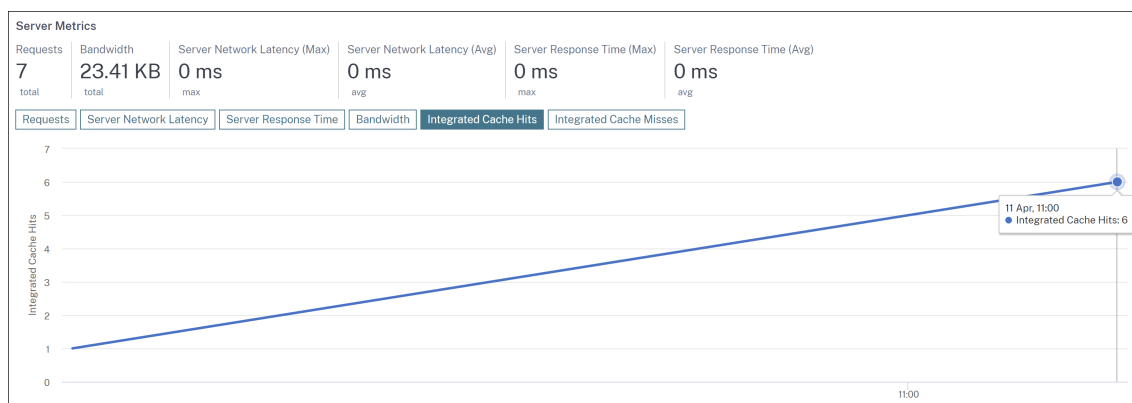 Server Metrics
Requests Bandwidth Server Network Latency (Max) Server Network Latency (Avg) Server Response Time (Max) Server Response Time (Avg)
7 23.41 KB 0 ms 0 ms 0 ms 0 ms
total total max avg max avg
Requests Server Network Latency Server Response Time Bandwidth Integrated Cache Hits Integrated Cache Misses
7
6
5
4
3
2
1
0
Integrated Cache Hits
11 Apr, 11:00
Integrated Cache Hits: 6
11:00